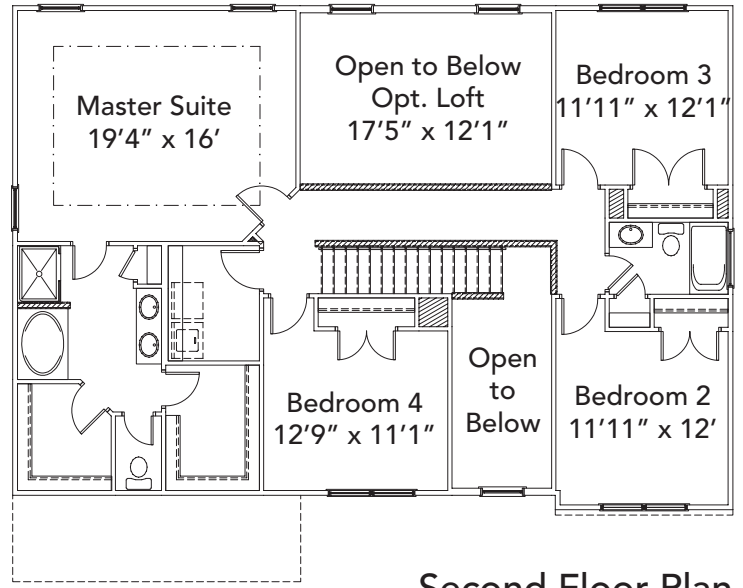 Master Suite
19'4” x 16’
Open to Below
Opt. Loft
17’5” x 12’1”
Bedroom 3
11’11” x 12’1”
Bedroom 4
12’9” x 11’1”
Open
to
Below
Bedroom 2
11’11” x 12’
Second Floor Plan